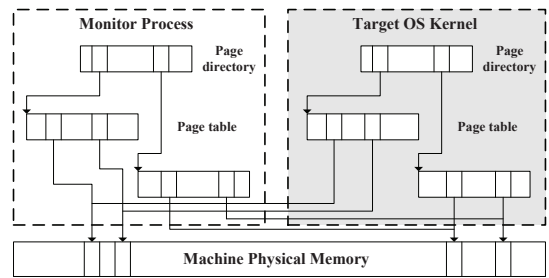 Monitor Process
Page
directory
Page table
Target OS Kernel
Page
directory
Page table
Machine Physical Memory